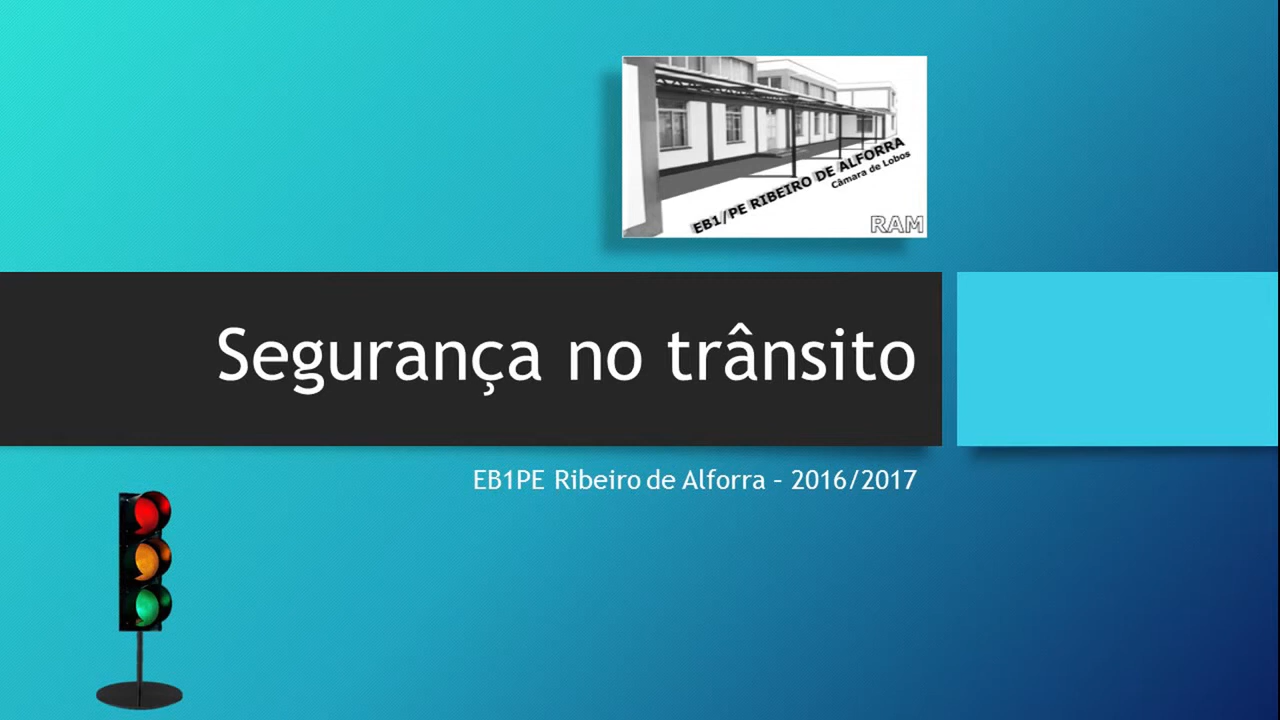 EB1/PE RIBEIRO DE ALFORRA
Câmara de Lobos
RAM
Segurança no trânsito
EB1PE Ribeiro de Alforra – 2016/2017